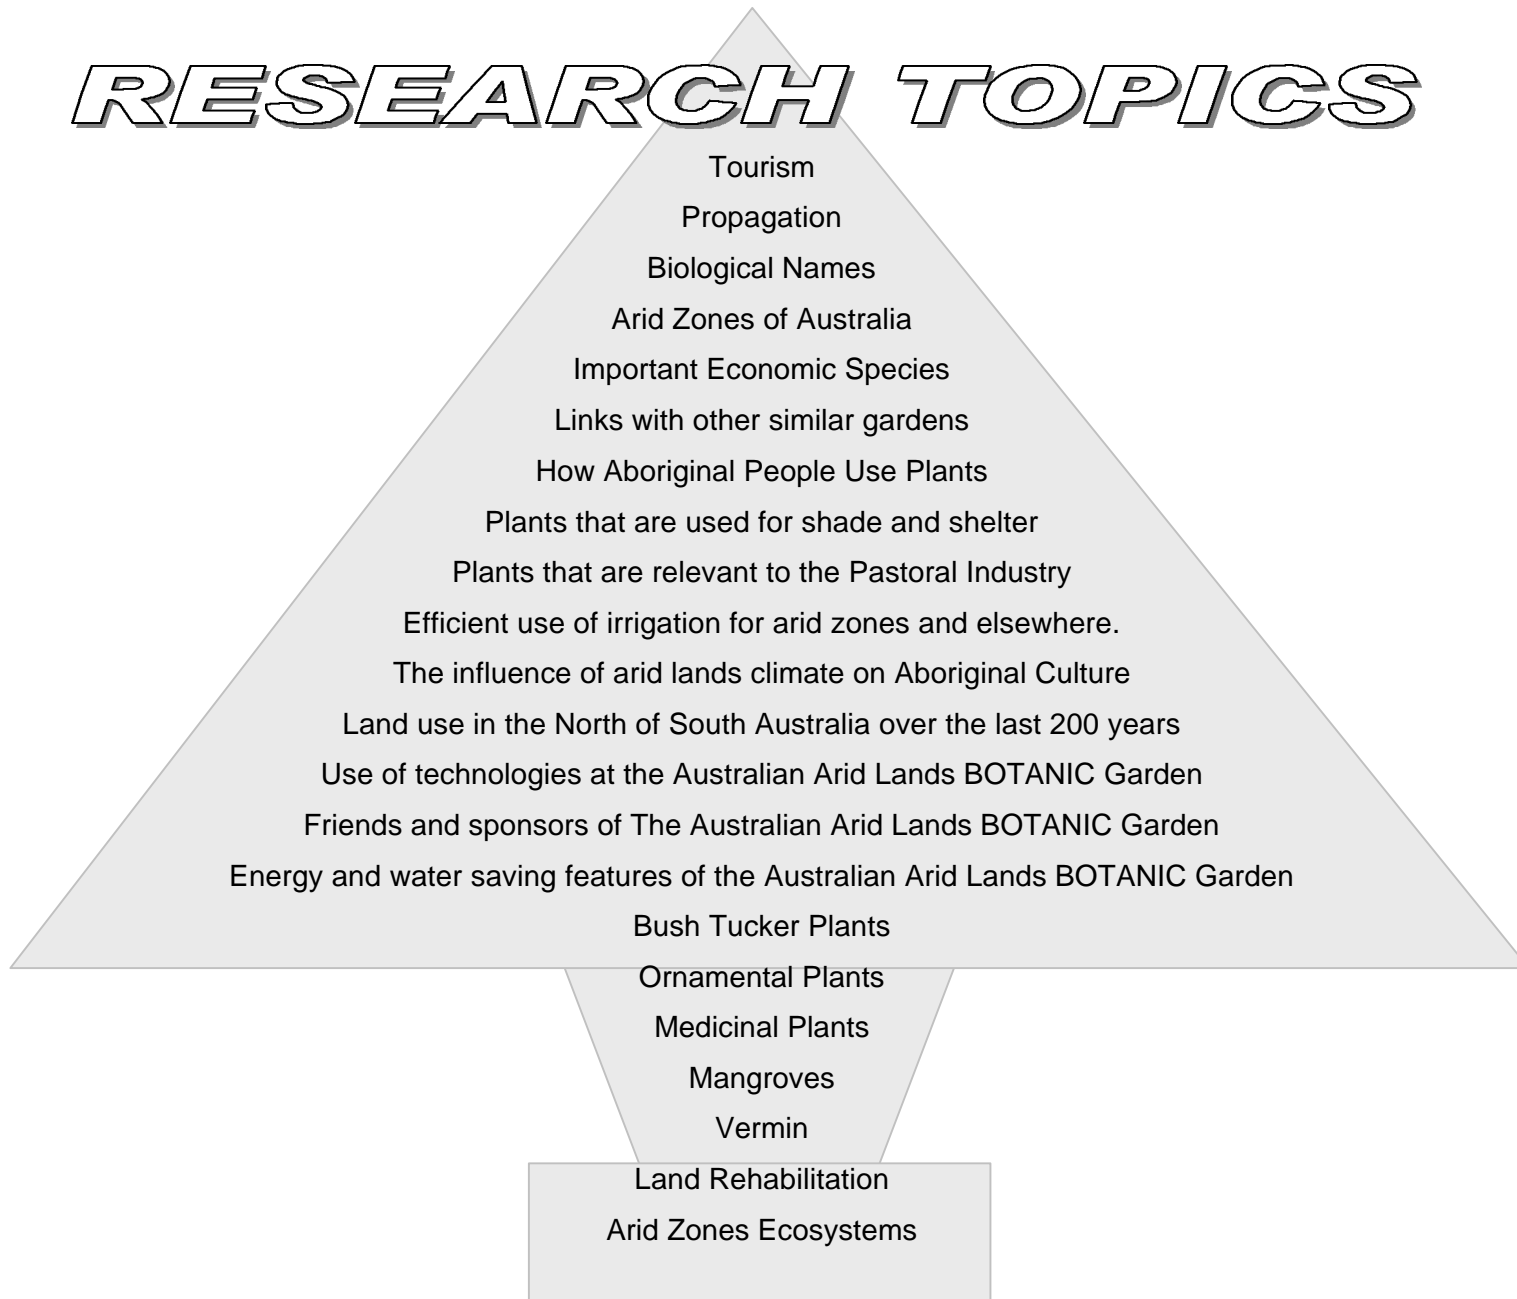 RESEARCH TOPICS
Tourism
Propagation
Biological Names
Arid Zones of Australia
Important Economic Species
Links with other similar gardens
How Aboriginal People Use Plants
Plants that are used for shade and shelter
Plants that are relevant to the Pastoral Industry
Efficient use of irrigation for arid zones and elsewhere.
The influence of arid lands climate on Aboriginal Culture
Land use in the North of South Australia over the last 200 years
Use of technologies at the Australian Arid Lands BOTANIC Garden
Friends and sponsors of The Australian Arid Lands BOTANIC Garden
Energy and water saving features of the Australian Arid Lands BOTANIC Garden
Bush Tucker Plants
Ornamental Plants
Medicinal Plants
Mangroves
Vermin
Land Rehabilitation
Arid Zones Ecosystems